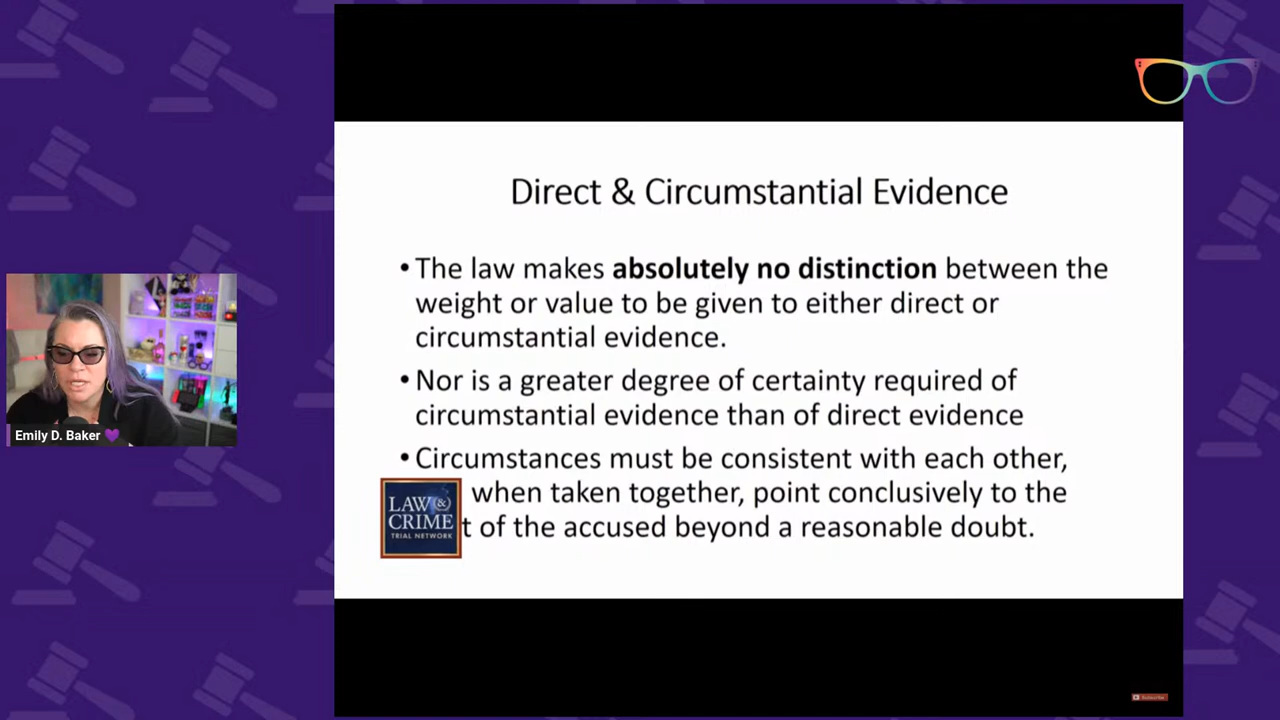 Direct & Circumstantial Evidence
• The law makes absolutely no distinction between the
weight or value to be given to either direct or
circumstantial evidence.
• Nor is a greater degree of certainty required of
circumstantial evidence than of direct evidence
• Circumstances must be consistent with each other,
when taken together, point conclusively to the
t of the accused beyond a reasonable doubt.
LAW &
CRIME
TRIAL NETWORK
Emily D. Baker